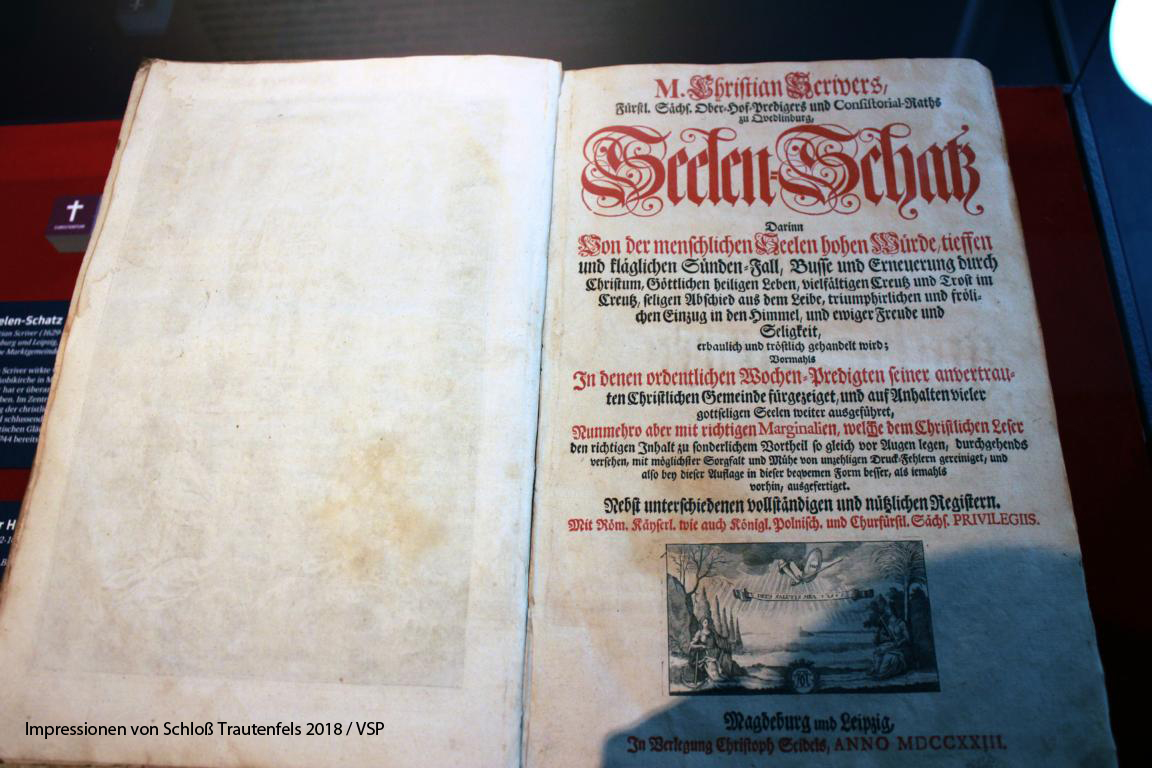 M. Christian Scrivers,
Fürstl. Sächs. Ober-Hof-Predigers und Consistorial-Raths
zu Qvedlinburg,
Seelen-Schatz
Darinn
Von der menschlichen Seelen hohen Würde, tieffen
und kläglichen Sünden-Fall, Busse und Erneuerung durch
Christum, Göttlichen heiligen Leben, vielfältigen Creutz und Trost im
Creutz, seligen Abschied aus dem Leibe, triumphirlichen und fröli-
chen Einzug in den Himmel, und ewiger Freude und
Seligkeit,
erbaulich und tröstlich gehandelt wird;
Vormahls
In denen ordentlichen Wochen-Predigten seiner anvertrau-
ten Christlichen Gemeinde fürgezeiget, und auf Anhalten vieler
gottseligen Seelen weiter ausgeführet,
Nunmehro aber mit richtigen Marginalien, welche dem Christlichen Leser
den richtigen Inhalt zu sonderlichem Vortheil so gleich vor Augen legen, durchgehends
versehen, mit möglichster Sorgfalt und Mühe von unzehligen Druck-Fehlern gereiniget, und
also bey dieser Auflage in dieser beqvemen Form besser, als iemahls
vorhin, ausgefertiget.
Nebst unterschiedenen vollständigen und nützlichen Registern.
Mit Röm. Käyserl. wie auch Königl. Polnisch. und Churfürstl. Sächs. PRIVILEGIIS.
Magdeburg und Leipzig,
In Verlegung Christoph Seidels, ANNO MDCCXXIII.
elen-Schatz
Impressionen von Schloß Trautenfels 2018 / VSP